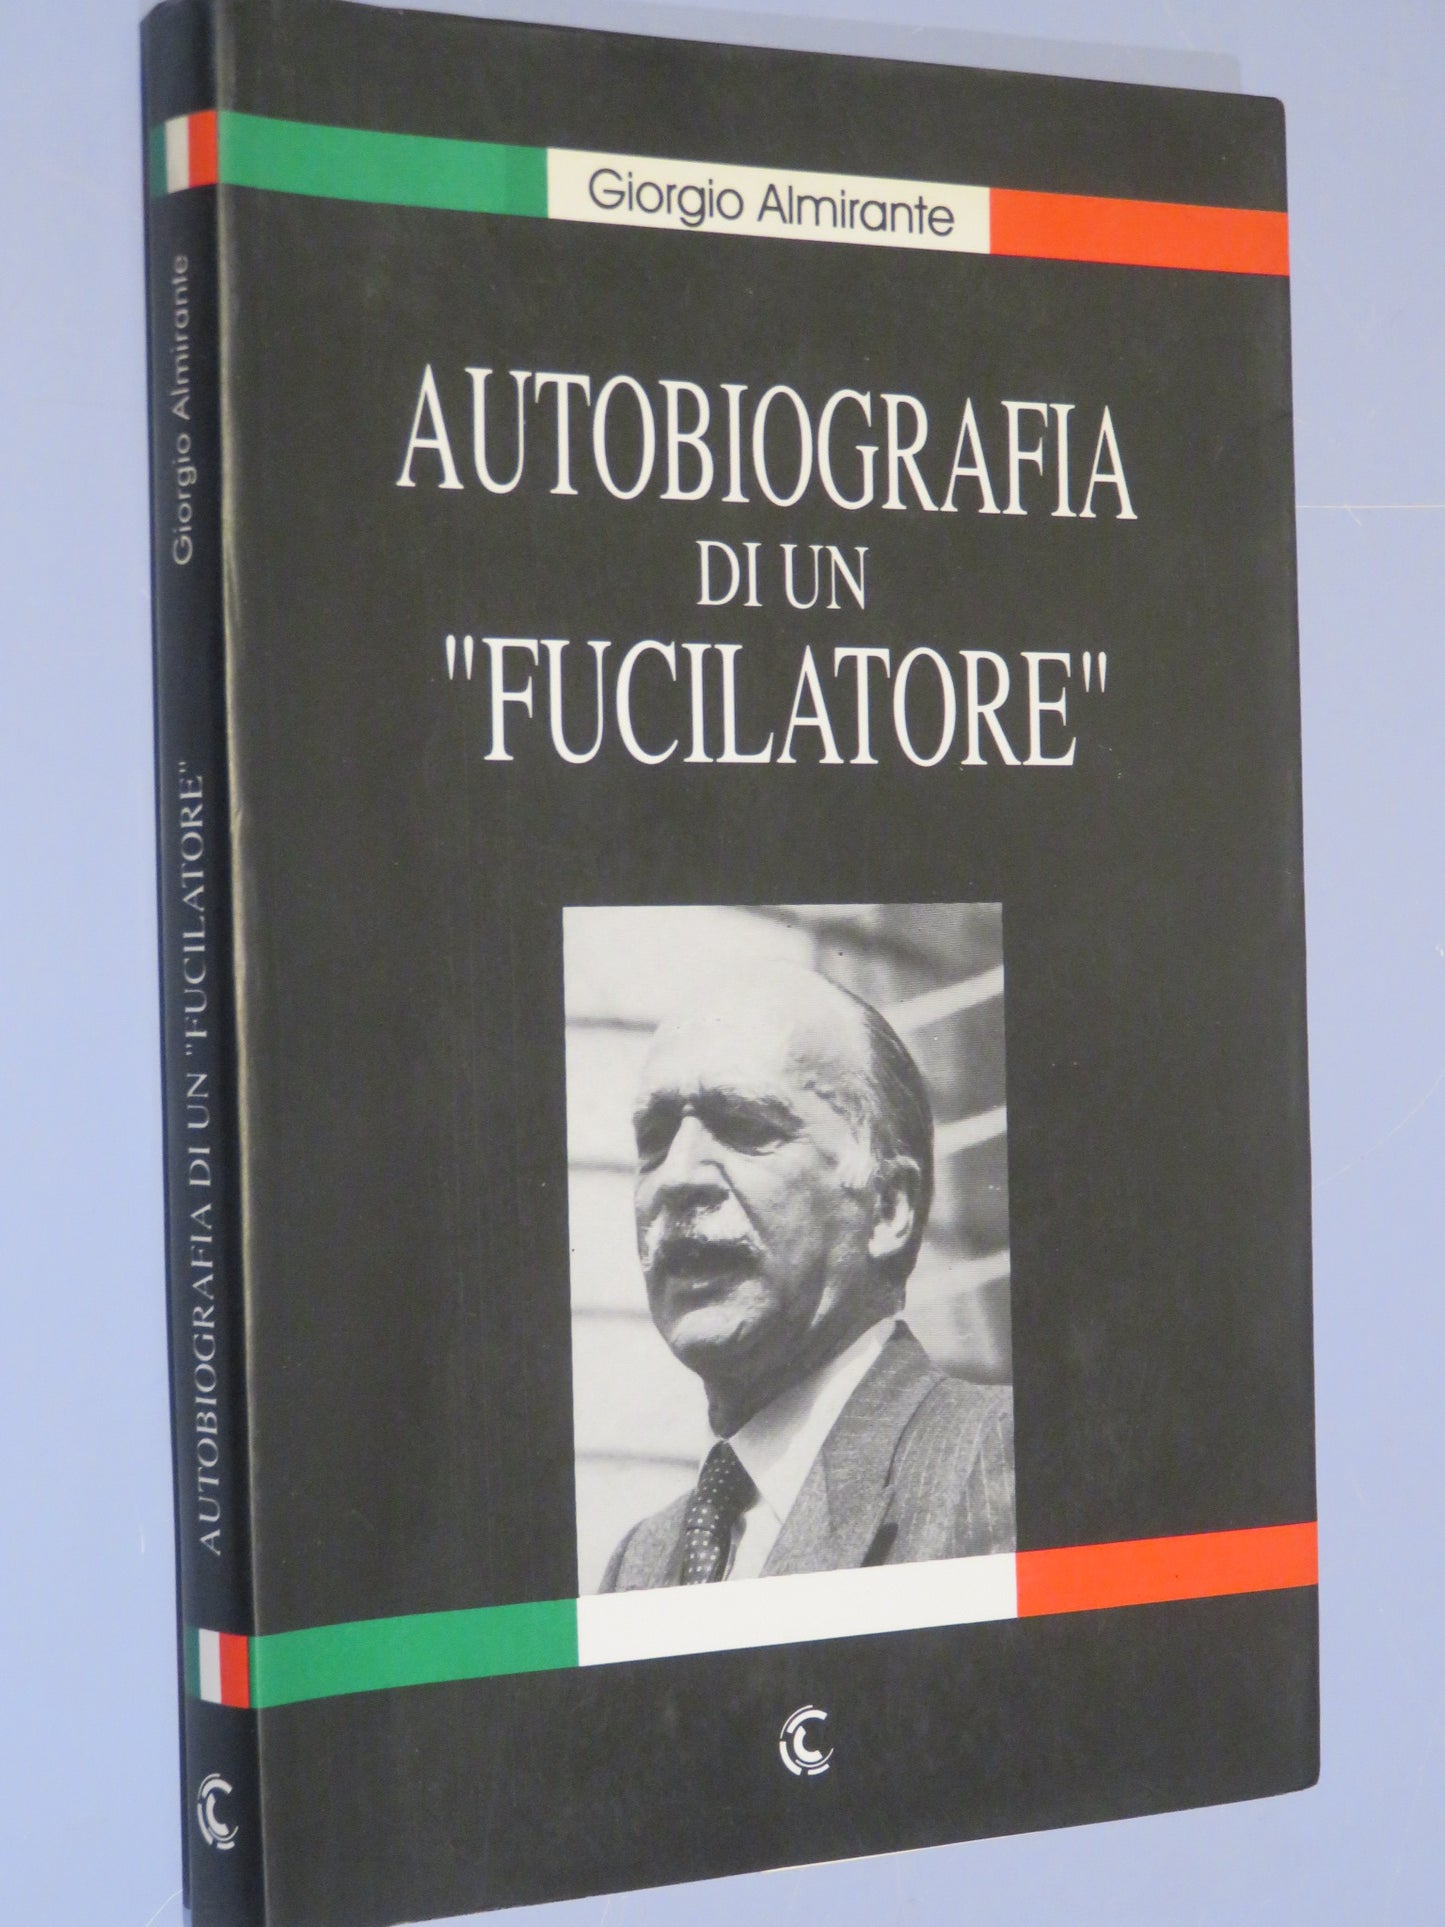 Giorgio Almirante
AUTOBIOGRAFIA
DI UN
"FUCILATORE"
AUTOBIOGRAFIA DI UN "FUCILATORE" Giorgio Almirante